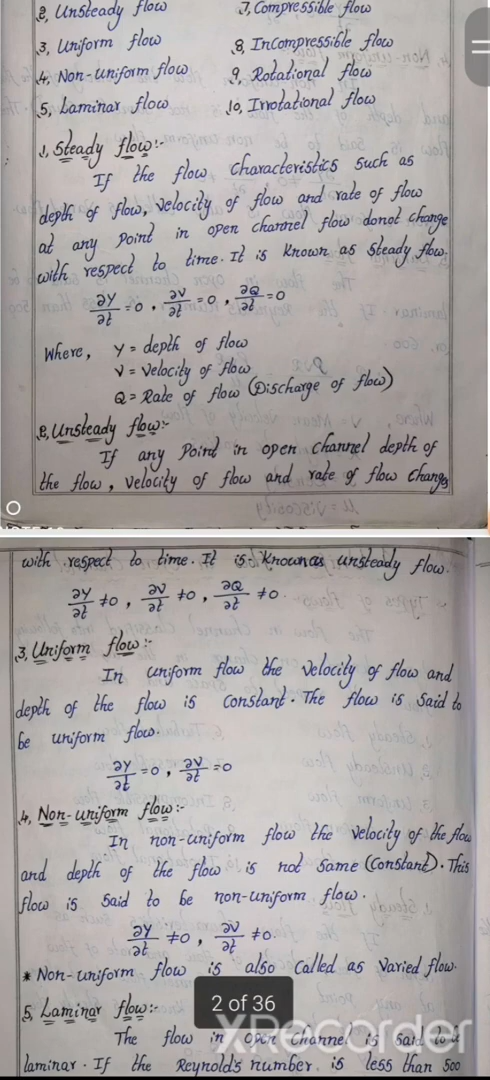 2, Unsteady flow
7, Compressible flow
3, Uniform flow
8, Incompressible flow
4, Non-uniform flow
9, Rotational flow
5, Laminar flow
10, Irrotational flow
1, Steady flow:-
If the flow characteristics such as
depth of flow, velocity of flow and rate of flow
at any point in open channel flow donot change
with respect to time. It is known as steady flow.
∂Y/∂t = 0, ∂V/∂t = 0, ∂Q/∂t = 0
Where, Y = depth of flow
V = velocity of flow
Q = Rate of flow (Discharge of flow)
2, Unsteady flow:-
If any point in open channel depth of
the flow, velocity of flow and rate of flow changes
with respect to time. It is known as unsteady flow.
∂Y/∂t ≠ 0, ∂V/∂t ≠ 0, ∂Q/∂t ≠ 0.
3, Uniform flow:-
In uniform flow the velocity of flow and
depth of the flow is constant. The flow is said to
be uniform flow.
∂Y/∂t = 0, ∂V/∂t = 0
4, Non-uniform flow:-
In non-uniform flow the velocity of the flow
and depth of the flow is not same (constant). This
flow is said to be non-uniform flow.
∂Y/∂t ≠ 0, ∂V/∂t ≠ 0.
* Non-uniform flow is also called as varied flow.
5, Laminar flow:-
2 of 36
XRecorder
The flow in open channel is said to be
laminar. If the Reynold's number is less than 500